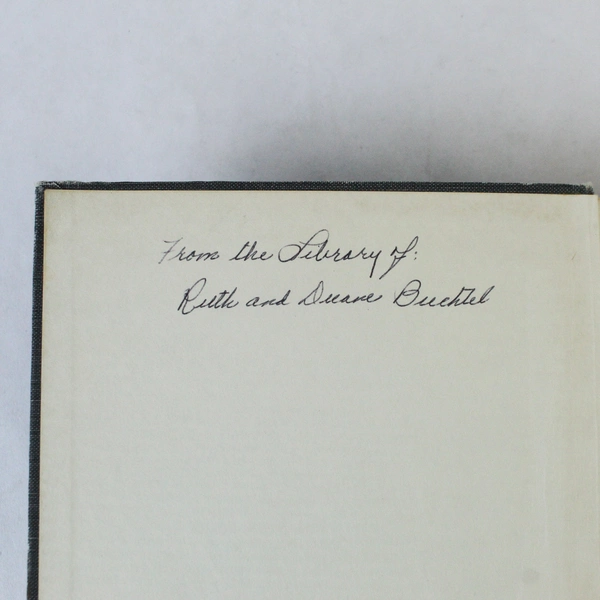 From the Library of:
Ruth and Duane Buchtel